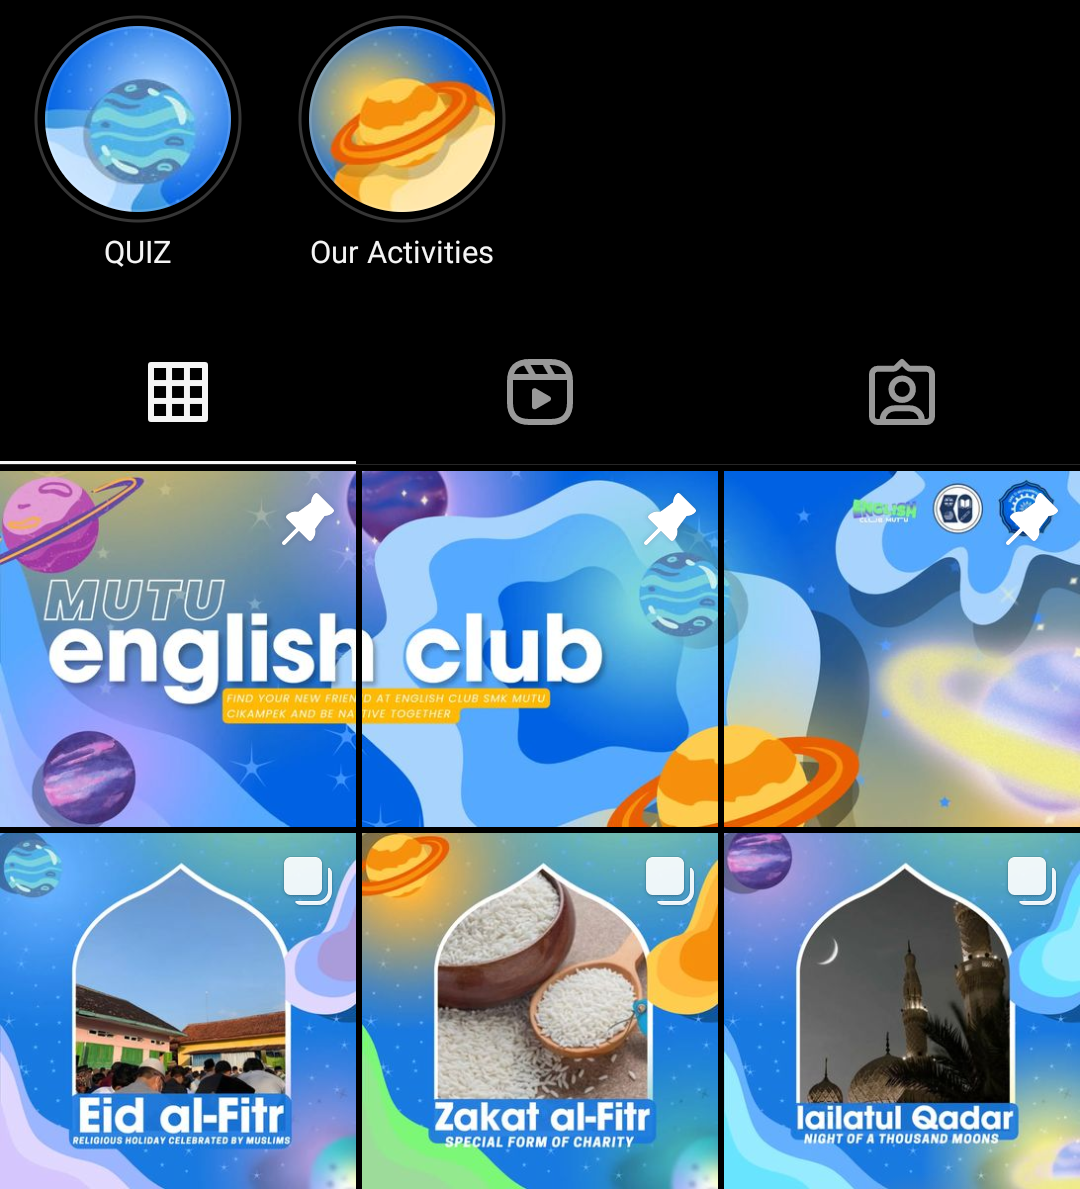 QUIZ
Our Activities
ENGLISH
CLUB MUTU
MUTU
english club
FIND YOUR NEW FRIEND AT ENGLISH CLUB SMK MUTU
CIKAMPEK AND BE NATIVE TOGETHER
Eid al-Fitr
RELIGIOUS HOLIDAY CELEBRATED BY MUSLIMS
Zakat al-Fitr
SPECIAL FORM OF CHARITY
lailatul Qadar
NIGHT OF A THOUSAND MOONS